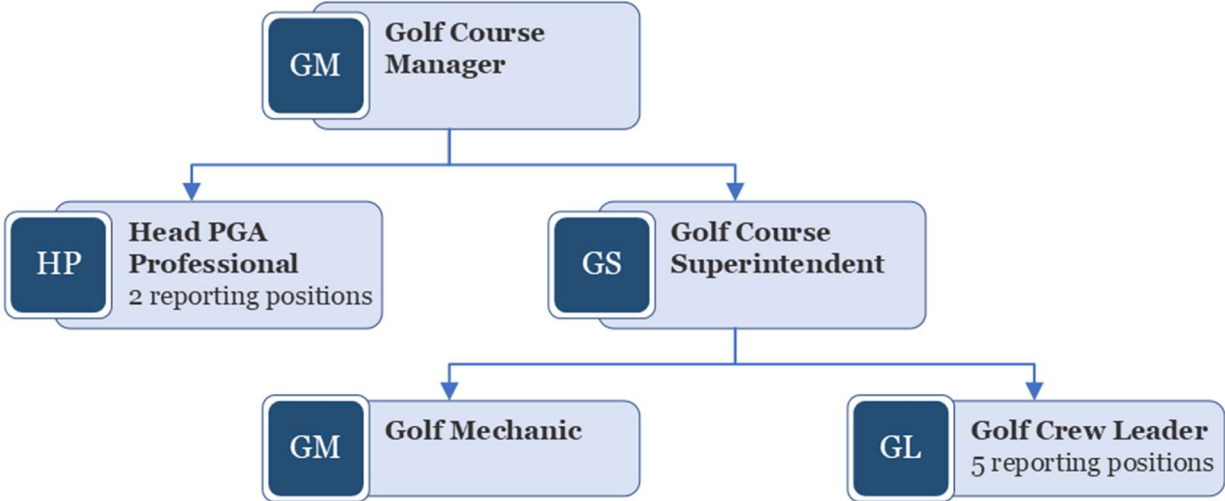 GM
Golf Course
Manager
HP
Head PGA
Professional
2 reporting positions
GS
Golf Course
Superintendent
GM
Golf Mechanic
GL
Golf Crew Leader
5 reporting positions